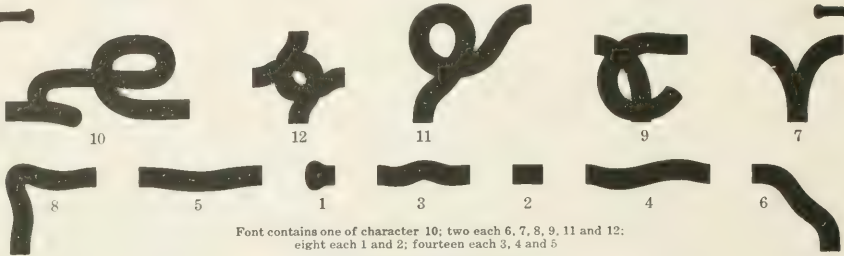 10 12 11 9 7
8 5 1 3 2 4 6
Font contains one of character 10; two each 6, 7, 8, 9, 11 and 12;
eight each 1 and 2; fourteen each 3, 4 and 5